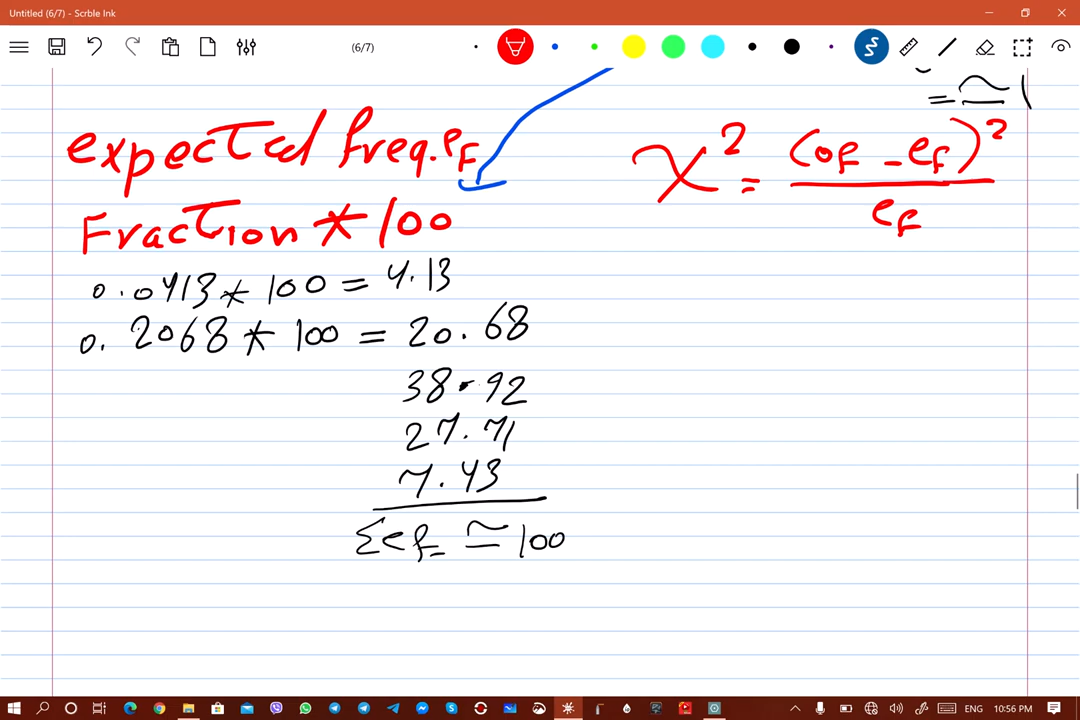 Untitled (6/7) - Scrble Ink
(6/7)
= ≃ 1
expected freq. eF
Fraction * 100
χ² = (oF - eF)² / eF
0.0413 * 100 = 4.13
0.2068 * 100 = 20.68
38.92
27.71
7.43
Σ eF ≃ 100
ENG 10:56 PM